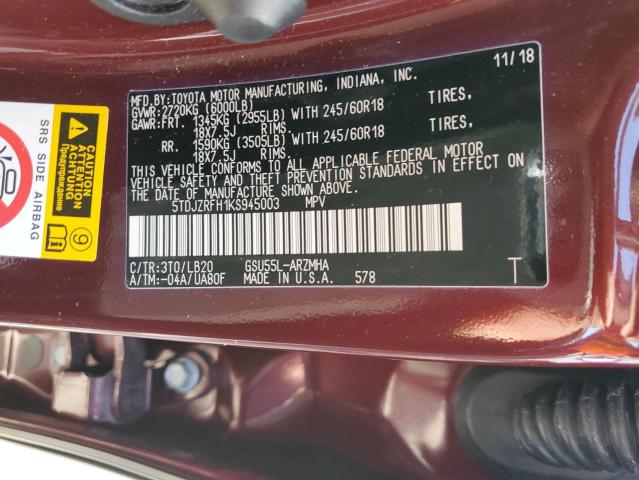 11/18
MFD.BY:TOYOTA MOTOR MANUFACTURING, INDIANA, INC.
GVWR:2720KG (6000LB)
GAWR:FRT. 1345KG (2955LB) WITH 245/60R18 TIRES,
18X7.5J RIMS.
RR. 1590KG (3505LB) WITH 245/60R18 TIRES,
18X7.5J RIMS.
THIS VEHICLE CONFORMS TO ALL APPLICABLE FEDERAL MOTOR
VEHICLE SAFETY AND THEFT PREVENTION STANDARDS IN EFFECT ON
THE DATE OF MANUFACTURE SHOWN ABOVE.
5TDJZRFH1KS945003 MPV
C/TR:3T0/LB20 GSU55L-ARZMHA
A/TM:-04A/UA80F MADE IN U.S.A. 578 T
SRS SIDE AIRBAG
CAUTION
ATTENTION
ACHTUNG
Предупреждение
9